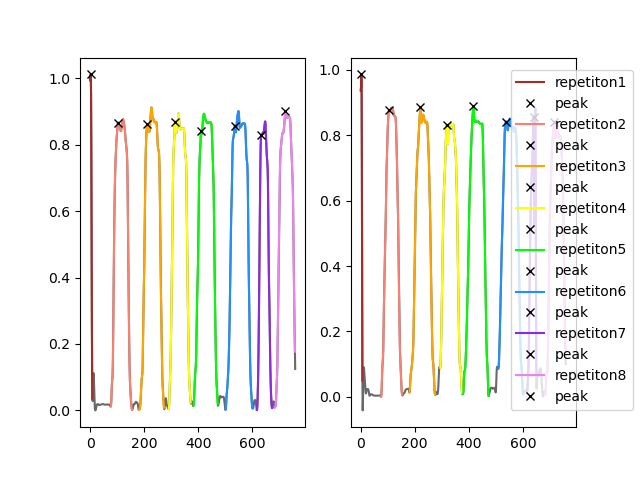 1.0
0.8
0.6
0.4
0.2
0.0
0
200
400
600
1.0
0.8
0.6
0.4
0.2
0.0
0
200
400
600
repetiton1
peak
repetiton2
peak
repetiton3
peak
repetiton4
peak
repetiton5
peak
repetiton6
peak
repetiton7
peak
repetiton8
peak